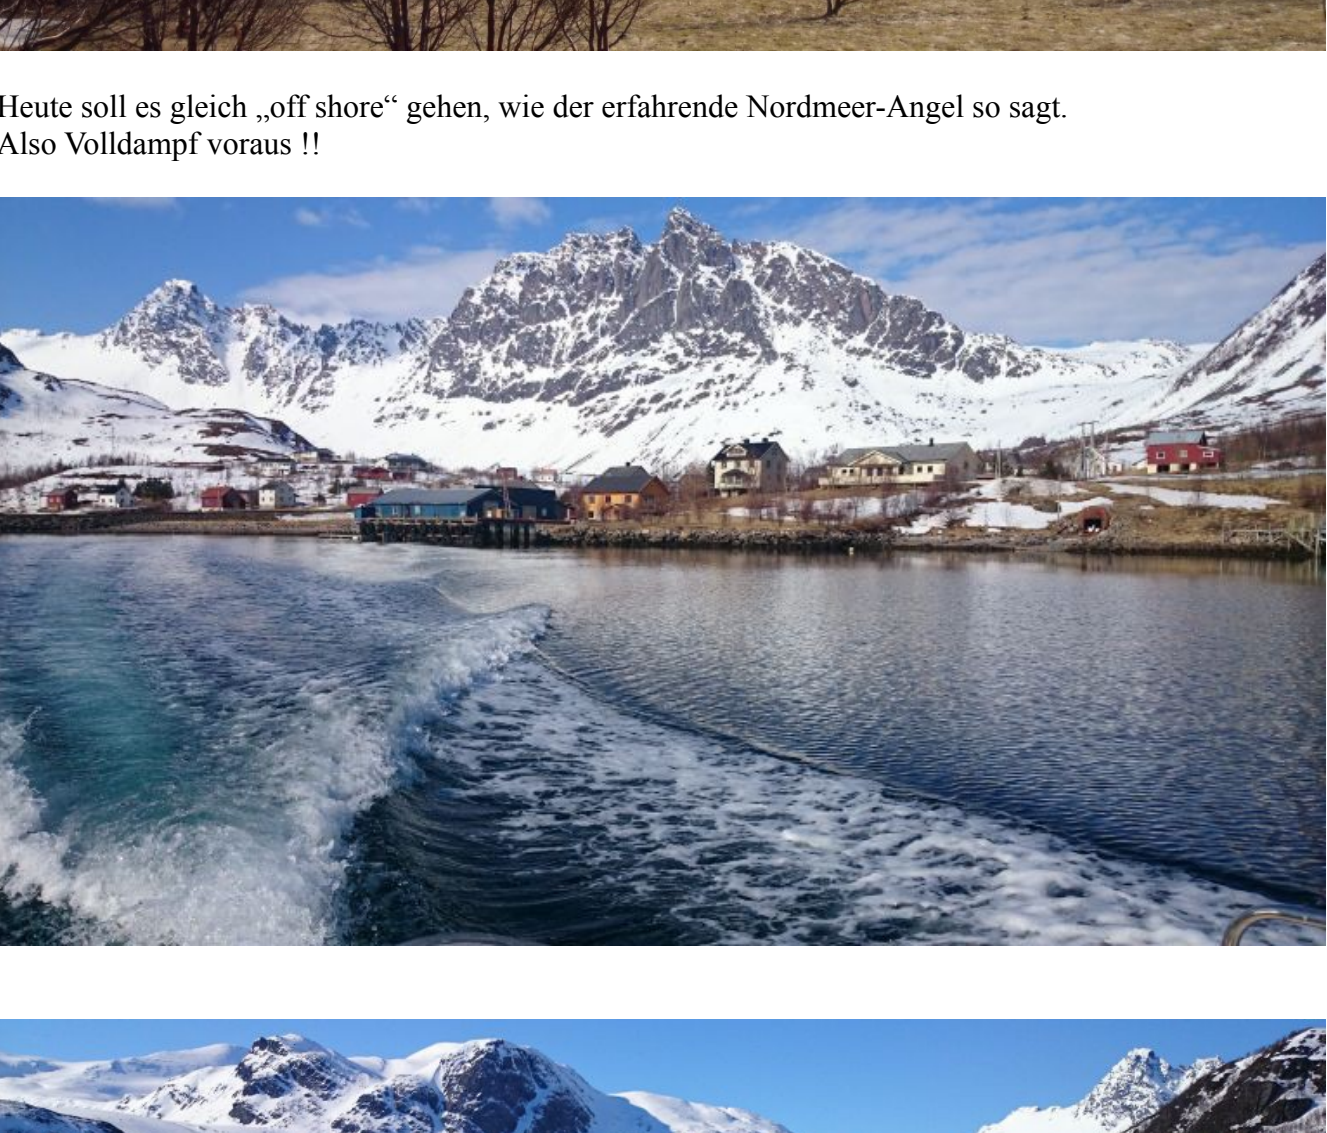 Heute soll es gleich „off shore“ gehen, wie der erfahrende Nordmeer-Angel so sagt.
Also Volldampf voraus !!